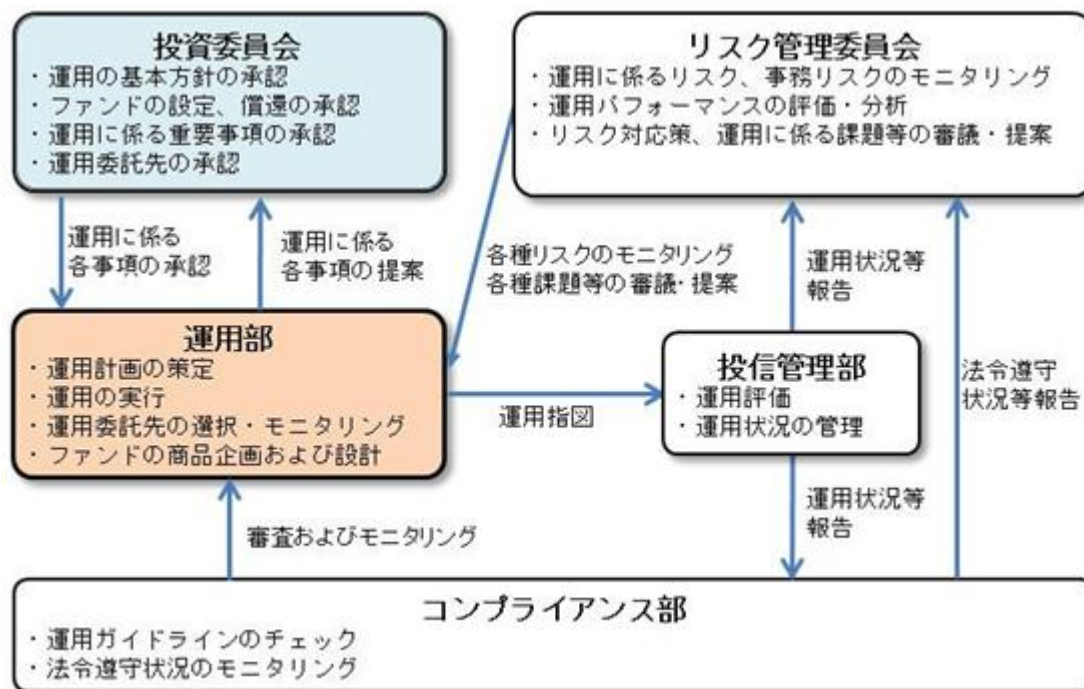 投資委員会
・運用の基本方針の承認
・ファンドの設定、償還の承認
・運用に係る重要事項の承認
・運用委託先の承認
リスク管理委員会
・運用に係るリスク、事務リスクのモニタリング
・運用パフォーマンスの評価・分析
・リスク対応策、運用に係る課題等の審議・提案
運用に係る
各事項の承認
運用に係る
各事項の提案
各種リスクのモニタリング
各種課題等の審議・提案
運用状況等
報告
運用部
・運用計画の策定
・運用の実行
・運用委託先の選択・モニタリング
・ファンドの商品企画および設計
運用指図
投信管理部
・運用評価
・運用状況の管理
法令遵守
状況等報告
審査およびモニタリング
運用状況等
報告
コンプライアンス部
・運用ガイドラインのチェック
・法令遵守状況のモニタリング